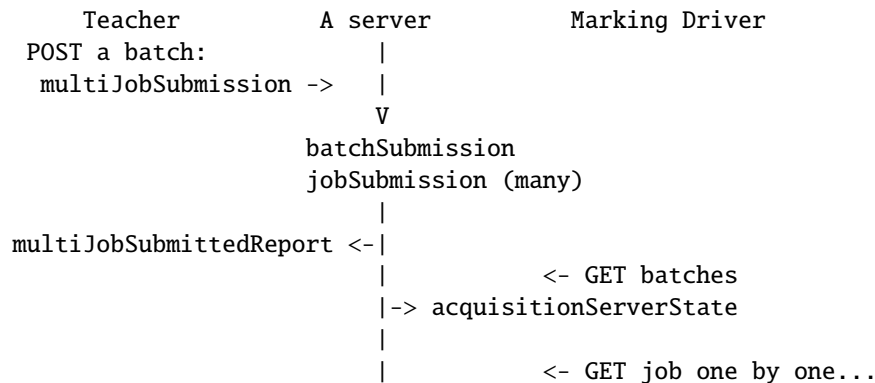 Teacher A server Marking Driver
POST a batch: |
multiJobSubmission -> |
V
batchSubmission
jobSubmission (many)
|
multiJobSubmittedReport <-|
| <- GET batches
|-> acquisitionServerState
|
| <- GET job one by one...